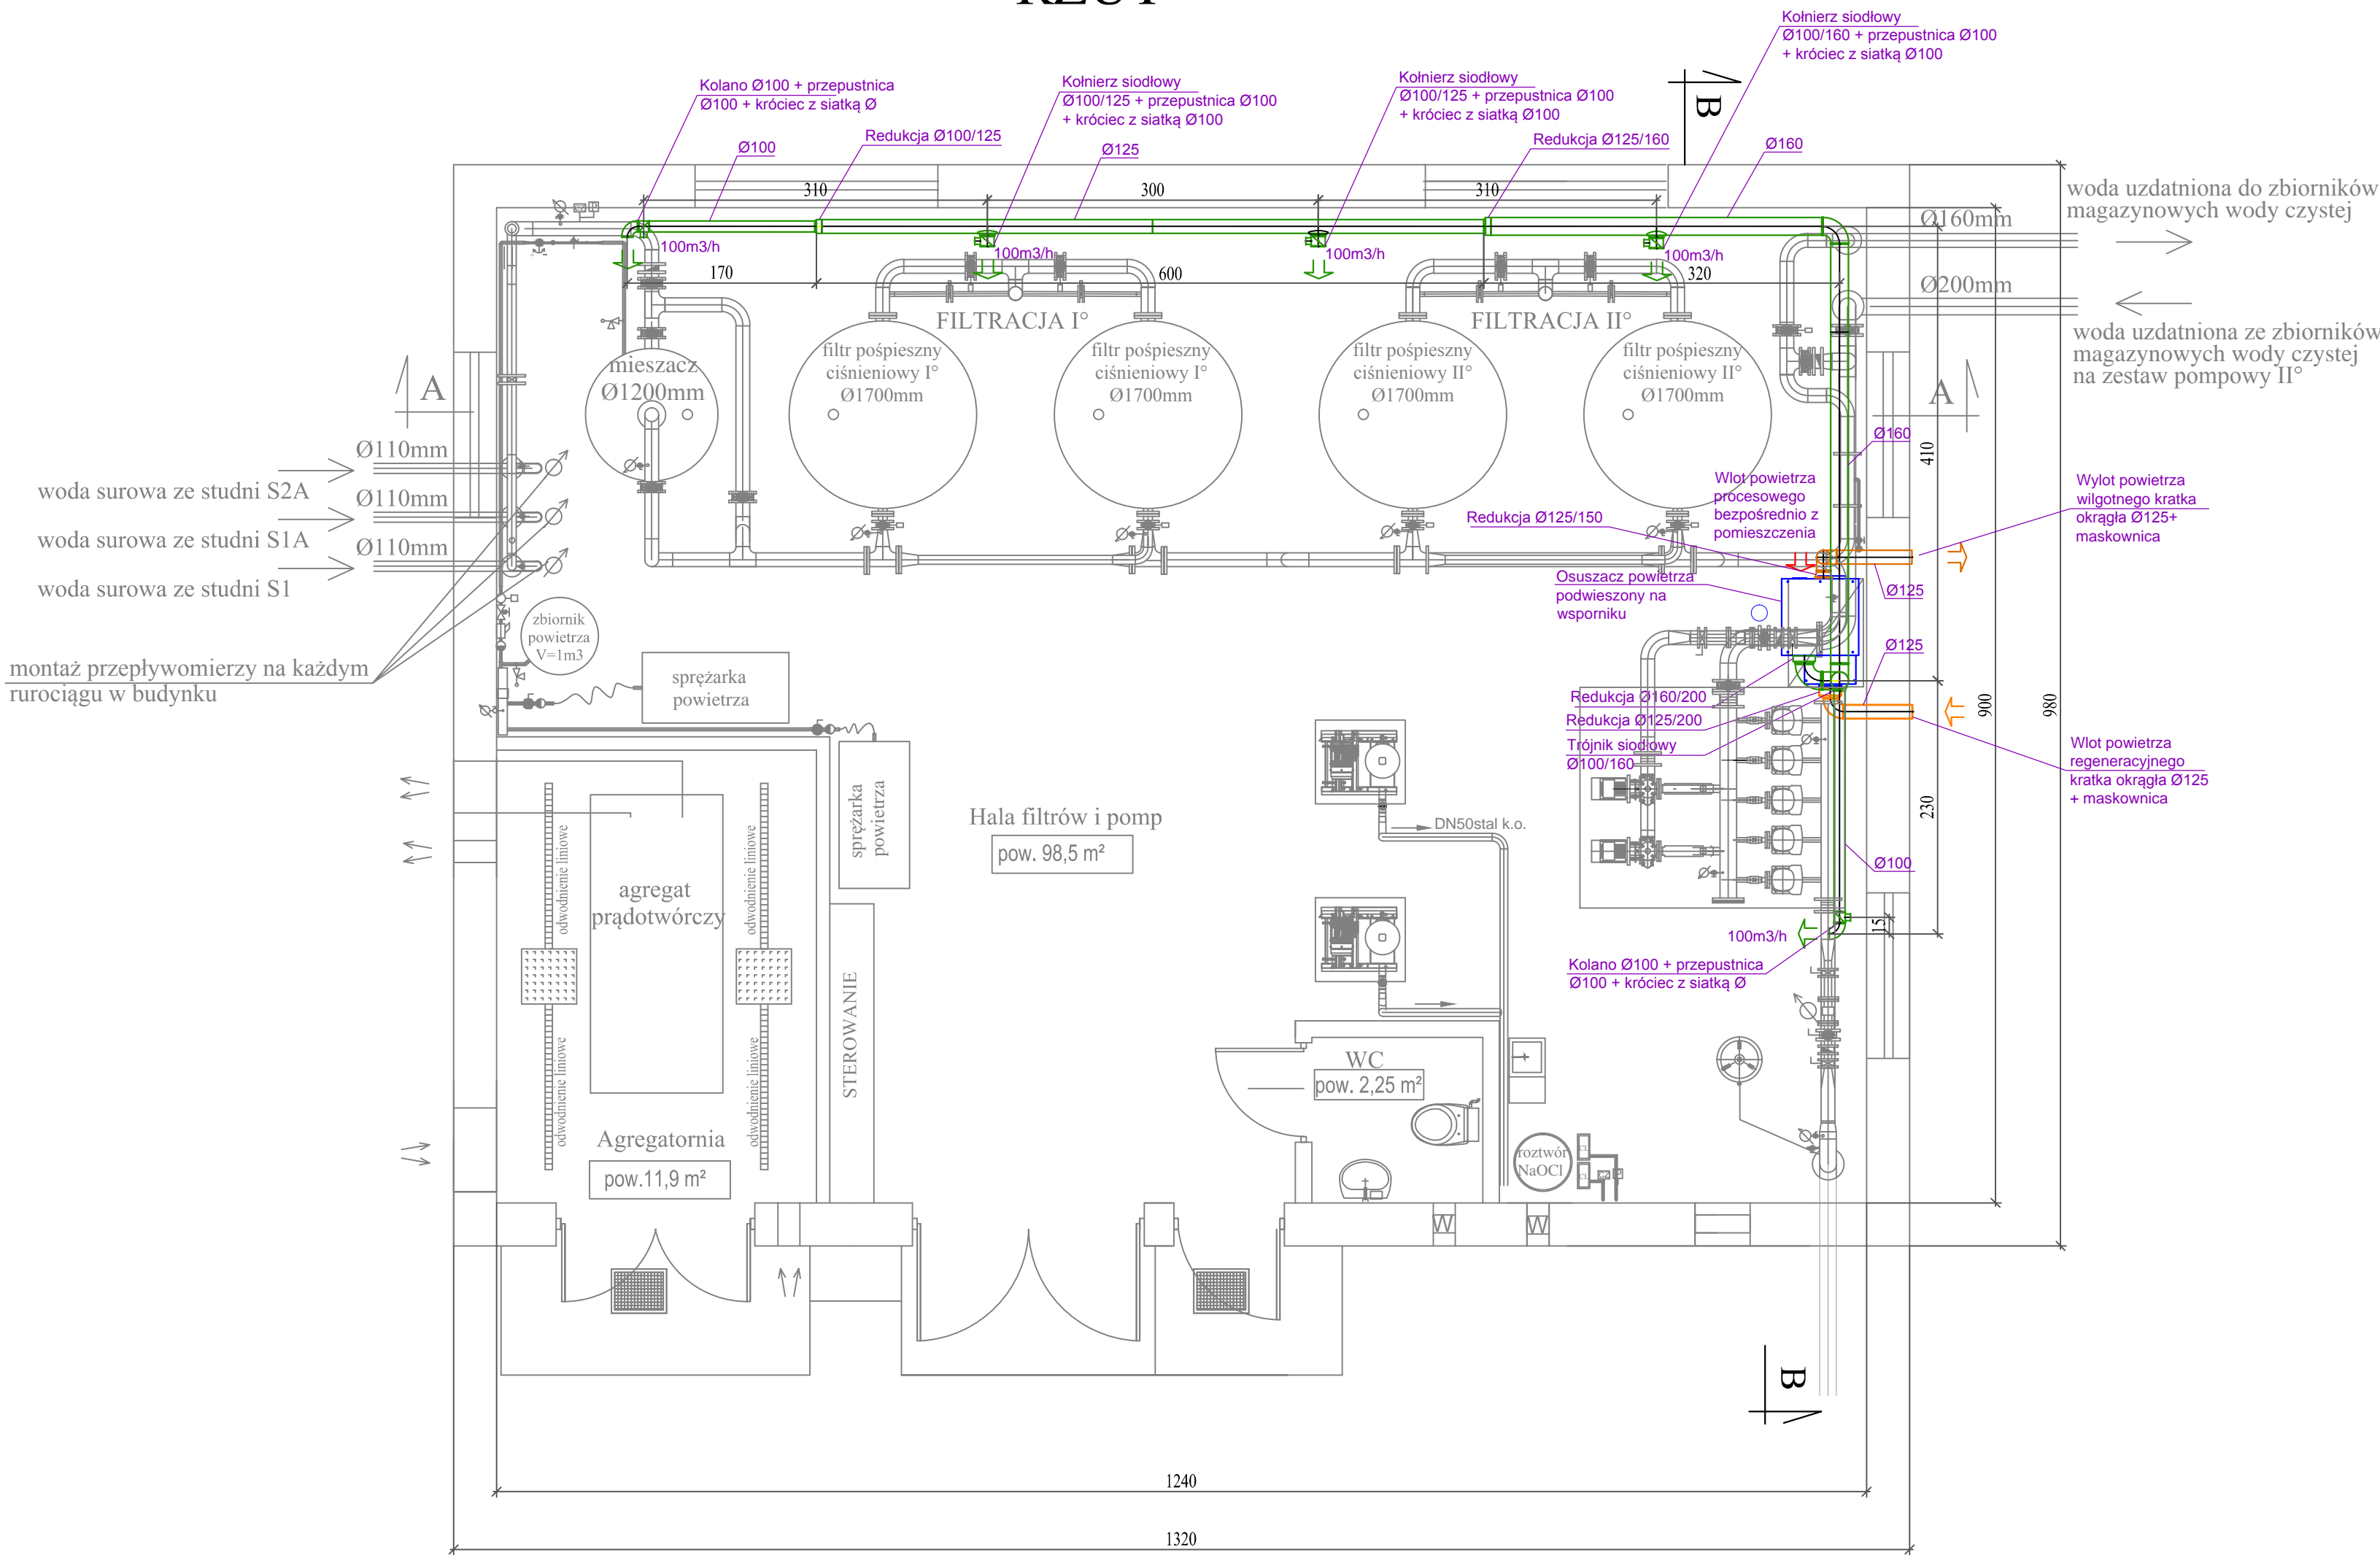 RZUT
Kołnierz siodłowy
Ø100/160 + przepustnica Ø100
+ króciec z siatką Ø100
Kolano Ø100 + przepustnica
Ø100 + króciec z siatką Ø
Kołnierz siodłowy
Ø100/125 + przepustnica Ø100
+ króciec z siatką Ø100
Kołnierz siodłowy
Ø100/125 + przepustnica Ø100
+ króciec z siatką Ø100
B
Ø100
Redukcja Ø100/125
Ø125
Redukcja Ø125/160
Ø160
310
300
310
woda uzdatniona do zbiorników
magazynowych wody czystej
Ø160mm
100m3/h
100m3/h
100m3/h
100m3/h
170
600
320
Ø200mm
FILTRACJA I°
FILTRACJA II°
woda uzdatniona ze zbiorników
magazynowych wody czystej
na zestaw pompowy II°
mieszacz
Ø1200mm
filtr pośpieszny
ciśnieniowy I°
Ø1700mm
filtr pośpieszny
ciśnieniowy I°
Ø1700mm
filtr pośpieszny
ciśnieniowy II°
Ø1700mm
filtr pośpieszny
ciśnieniowy II°
Ø1700mm
A
A
Ø160
410
Ø110mm
woda surowa ze studni S2A
Ø110mm
woda surowa ze studni S1A
Ø110mm
woda surowa ze studni S1
Wlot powietrza
procesowego
bezpośrednio z
pomieszczenia
Redukcja Ø125/150
Wylot powietrza
wilgotnego kratka
okrągła Ø125+
maskownica
Osuszacz powietrza
podwieszony na
wsporniku
Ø125
Ø125
zbiornik
powietrza
V=1m3
montaż przepływomierzy na każdym
rurociągu w budynku
sprężarka
powietrza
Redukcja Ø160/200
Redukcja Ø125/200
Trójnik siodłowy
Ø100/160
900
980
Wlot powietrza
regeneracyjnego
kratka okrągła Ø125
+ maskownica
sprężarka
powietrza
Hala filtrów i pomp
pow. 98,5 m²
DN50stal k.o.
230
Ø100
odwodnienie liniowe
agregat
prądotwórczy
odwodnienie liniowe
100m3/h
15
Kolano Ø100 + przepustnica
Ø100 + króciec z siatką Ø
STEROWANIE
odwodnienie liniowe
odwodnienie liniowe
WC
pow. 2,25 m²
Agregatornia
pow.11,9 m²
roztwór
NaOCl
CL
CL
W
W
B
1240
1320